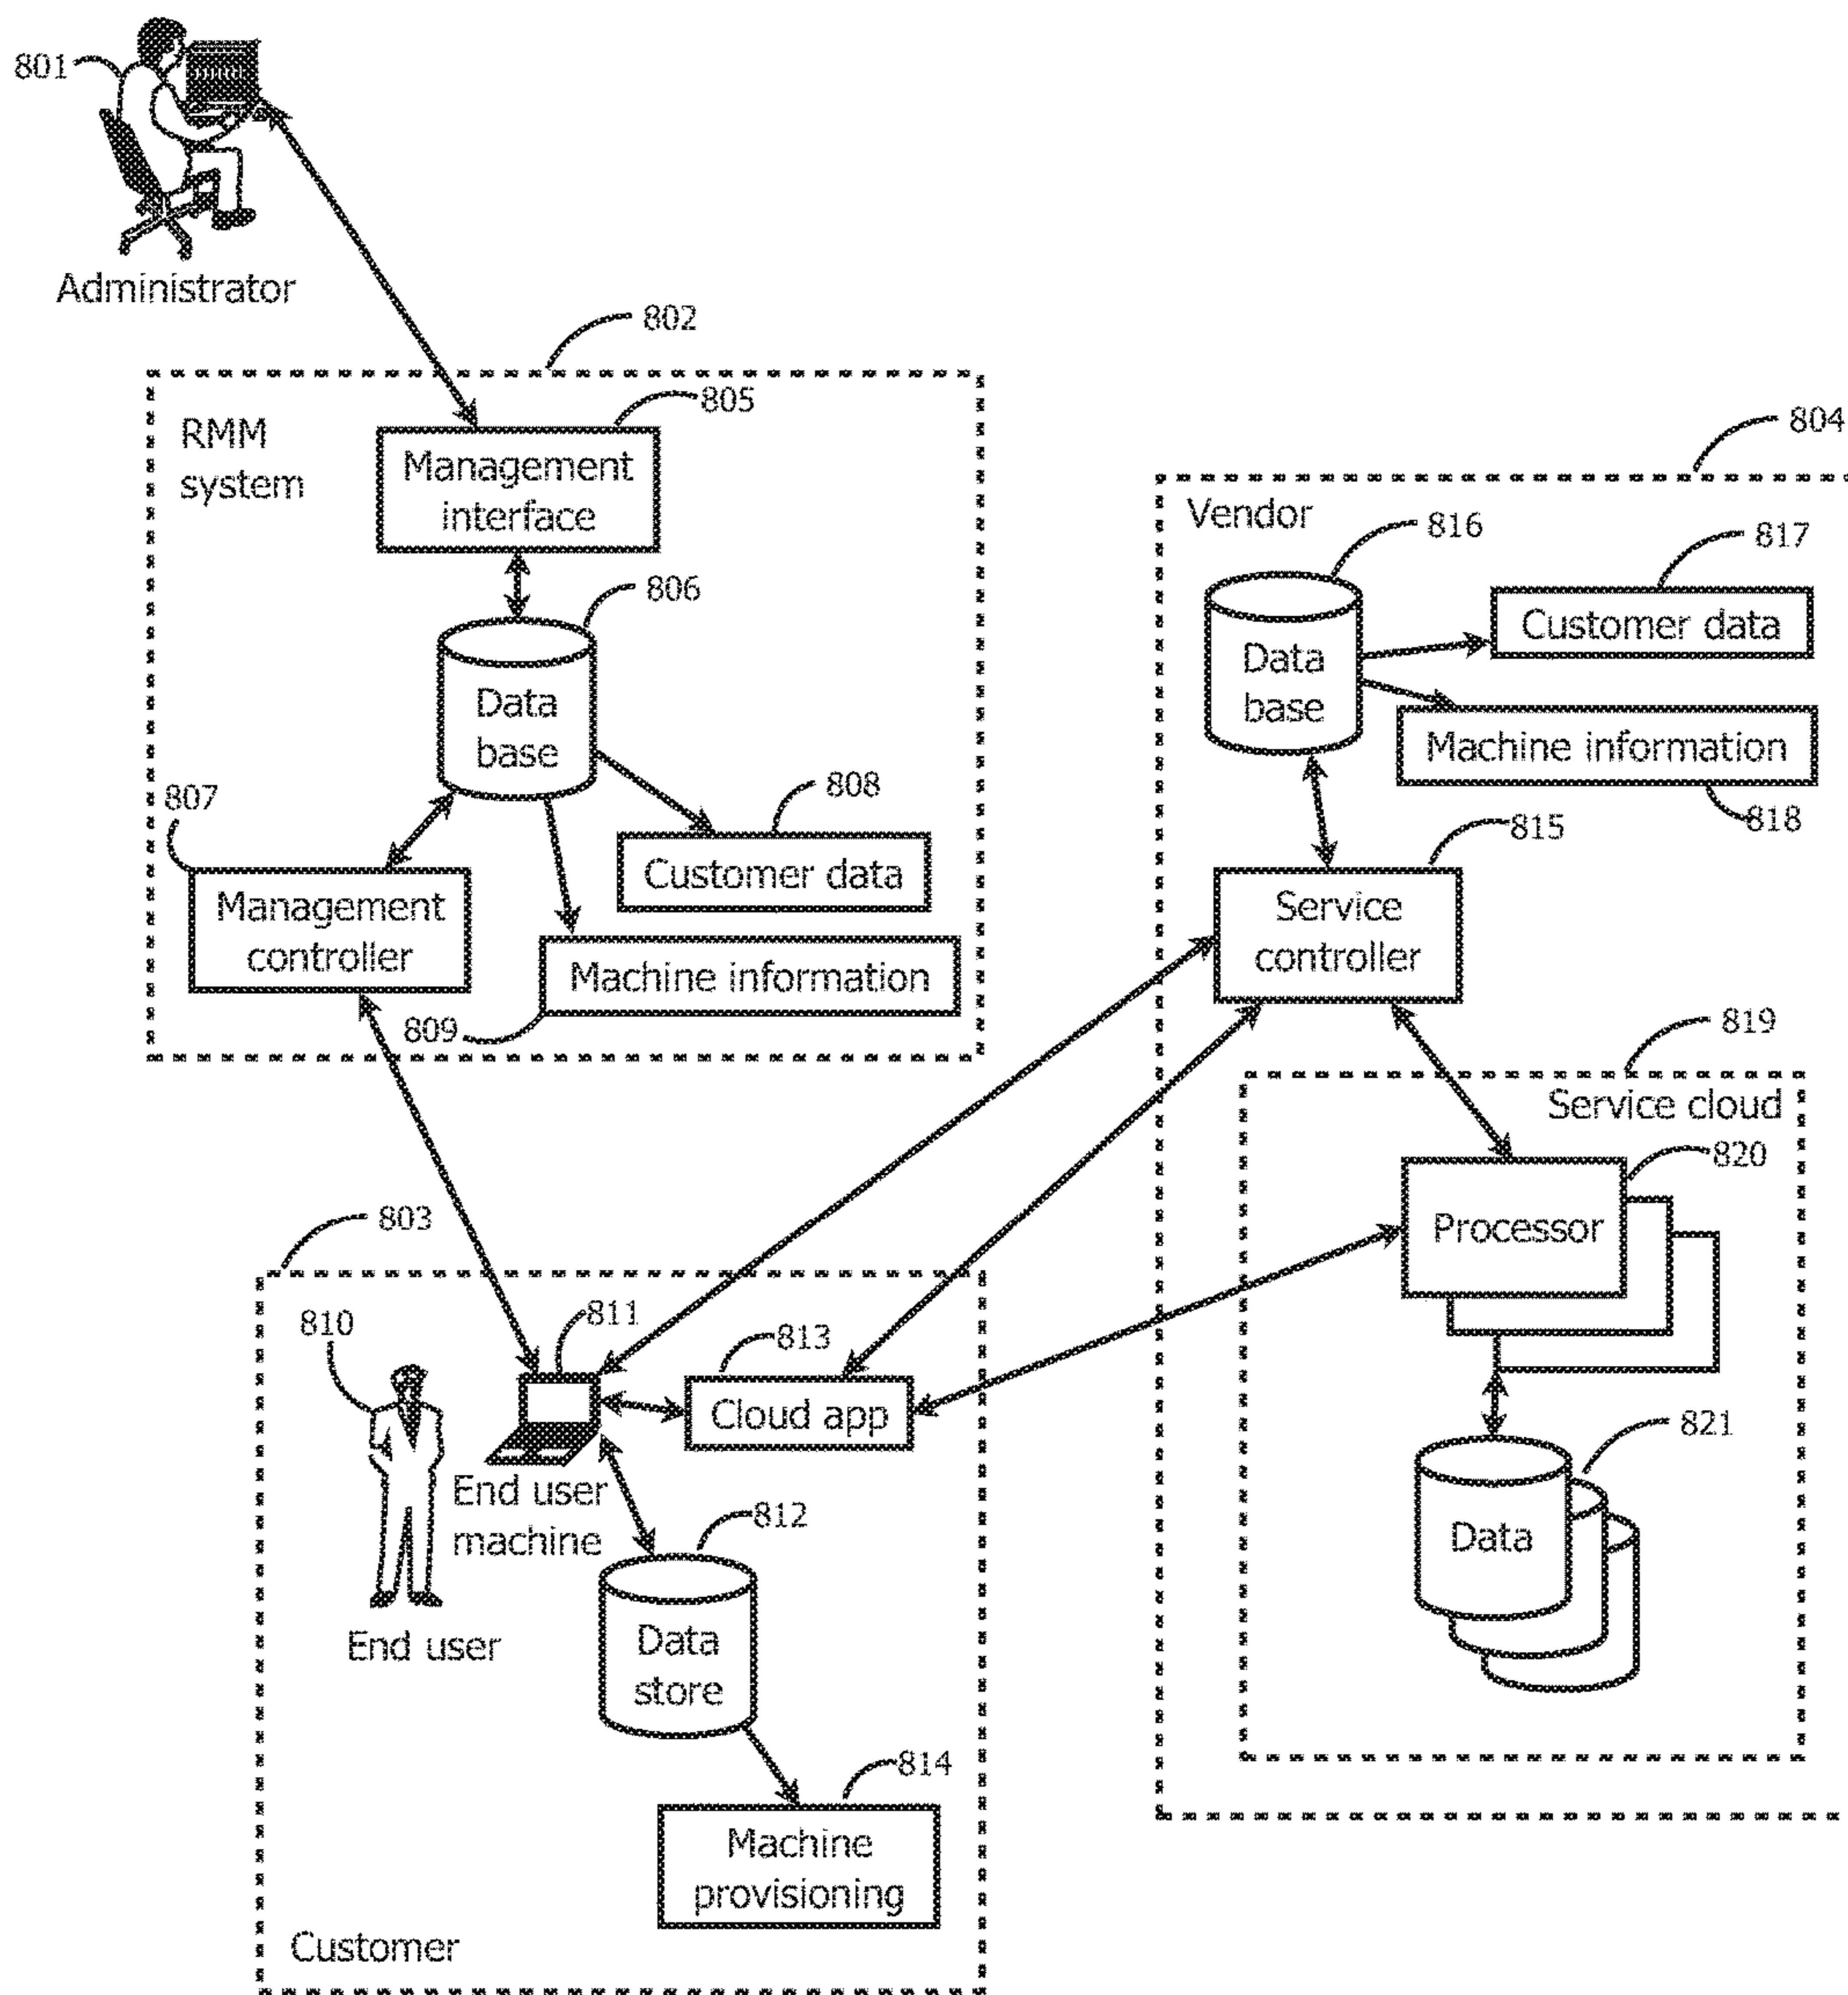 801
Administrator
802
RMM
system
805
Management
interface
806
Data
base
807
808
Customer data
Management
controller
Machine information
809
804
Vendor
816
817
Customer data
Data
base
Machine information
818
815
Service
controller
819
Service cloud
820
Processor
821
Data
803
810
811
813
Cloud app
End user
machine
812
End user
Data
store
814
Machine
provisioning
Customer